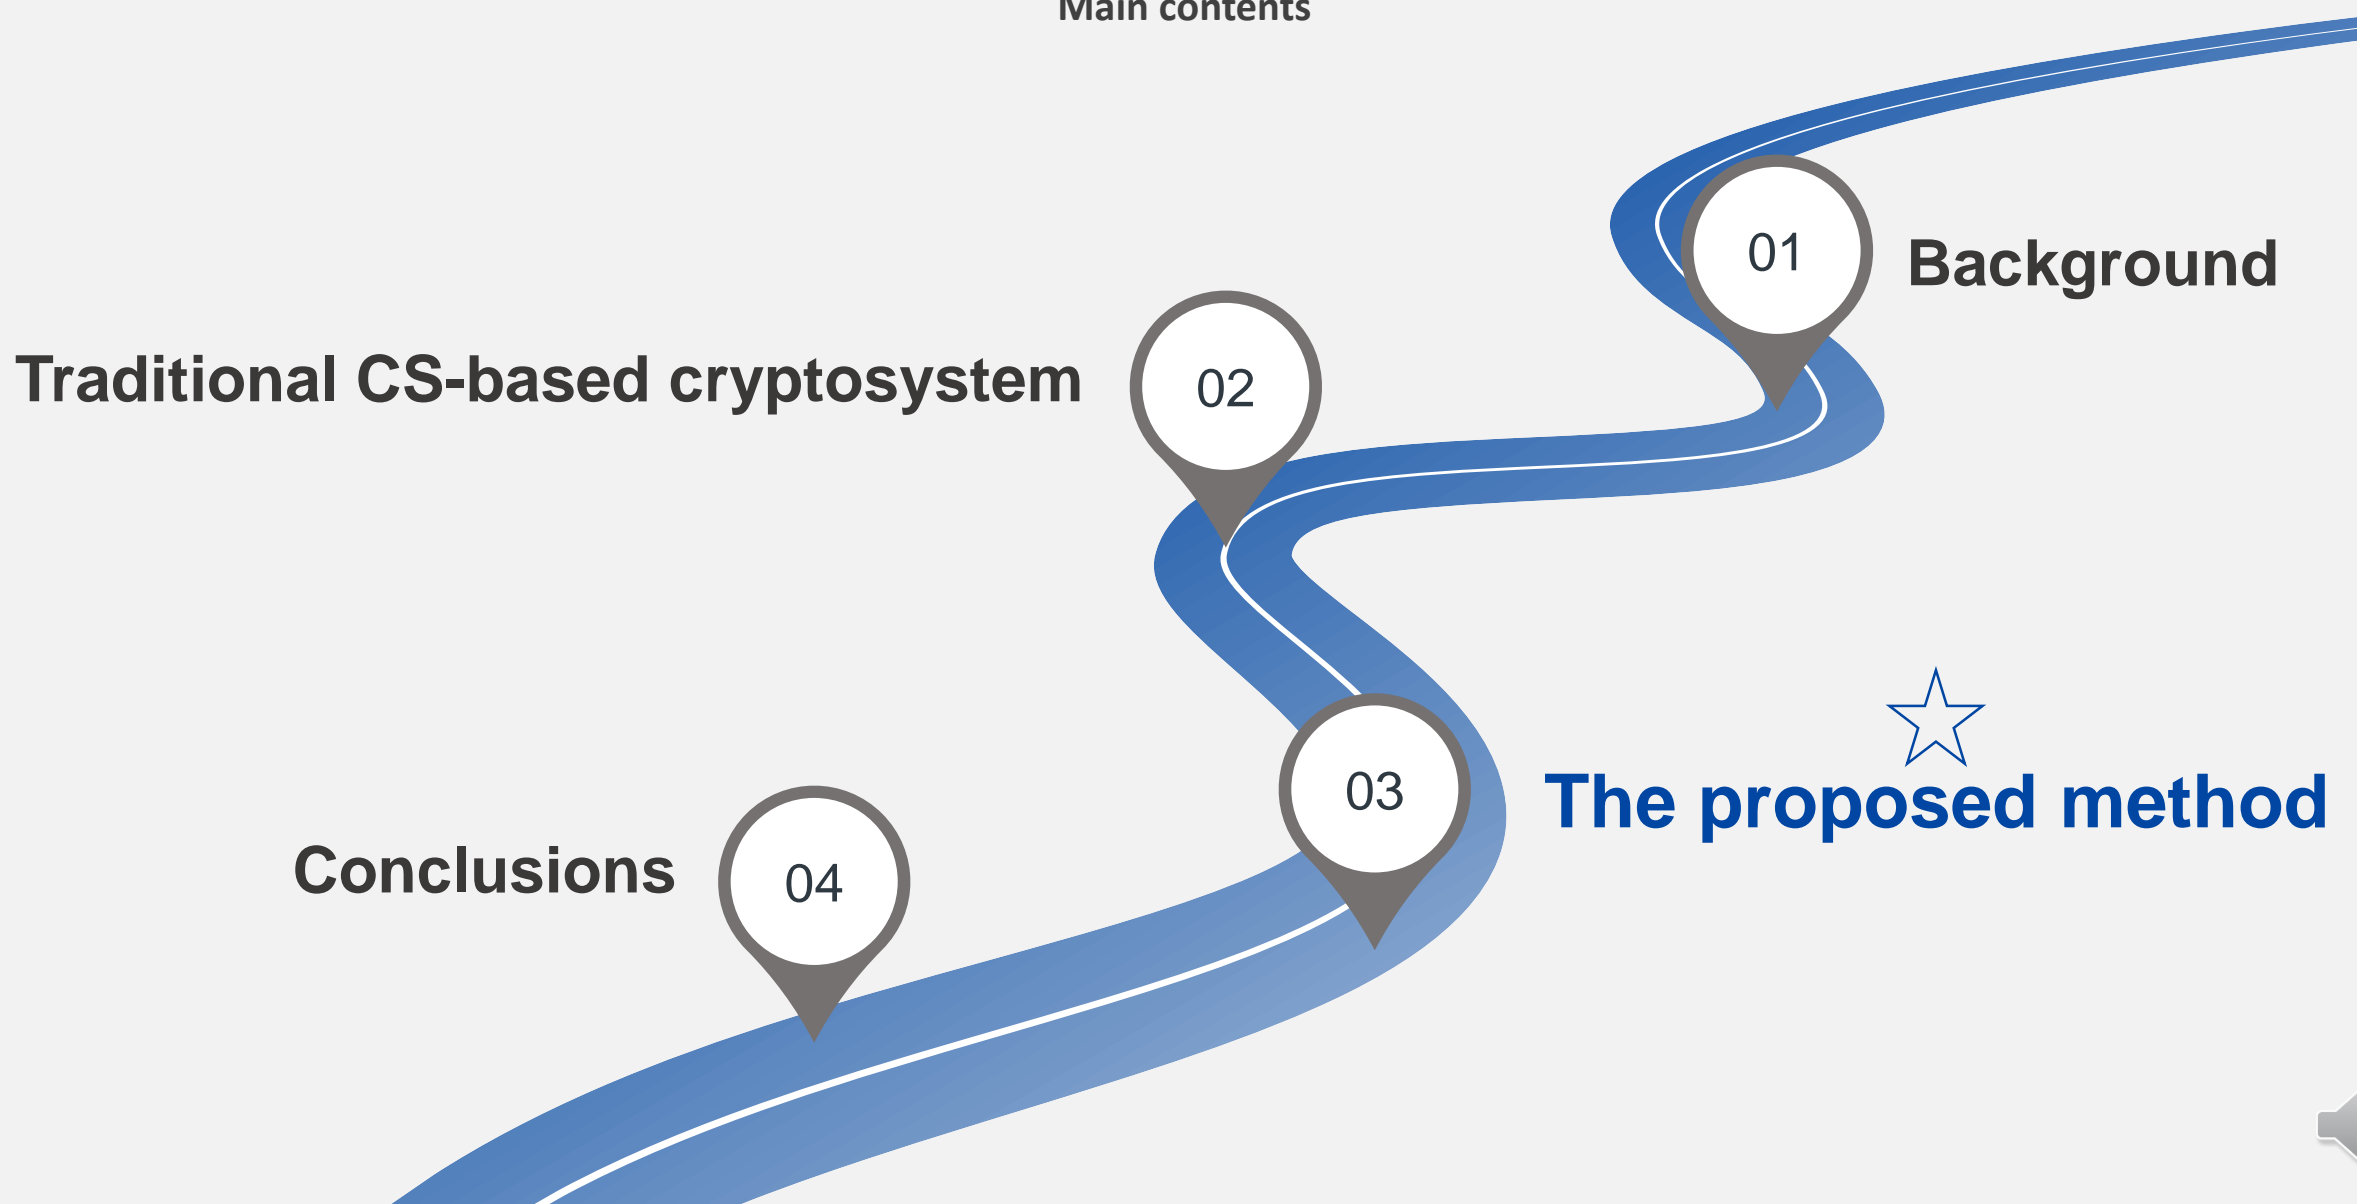 Main contents
01
Background
02
Traditional CS-based cryptosystem
03
The proposed method
04
Conclusions